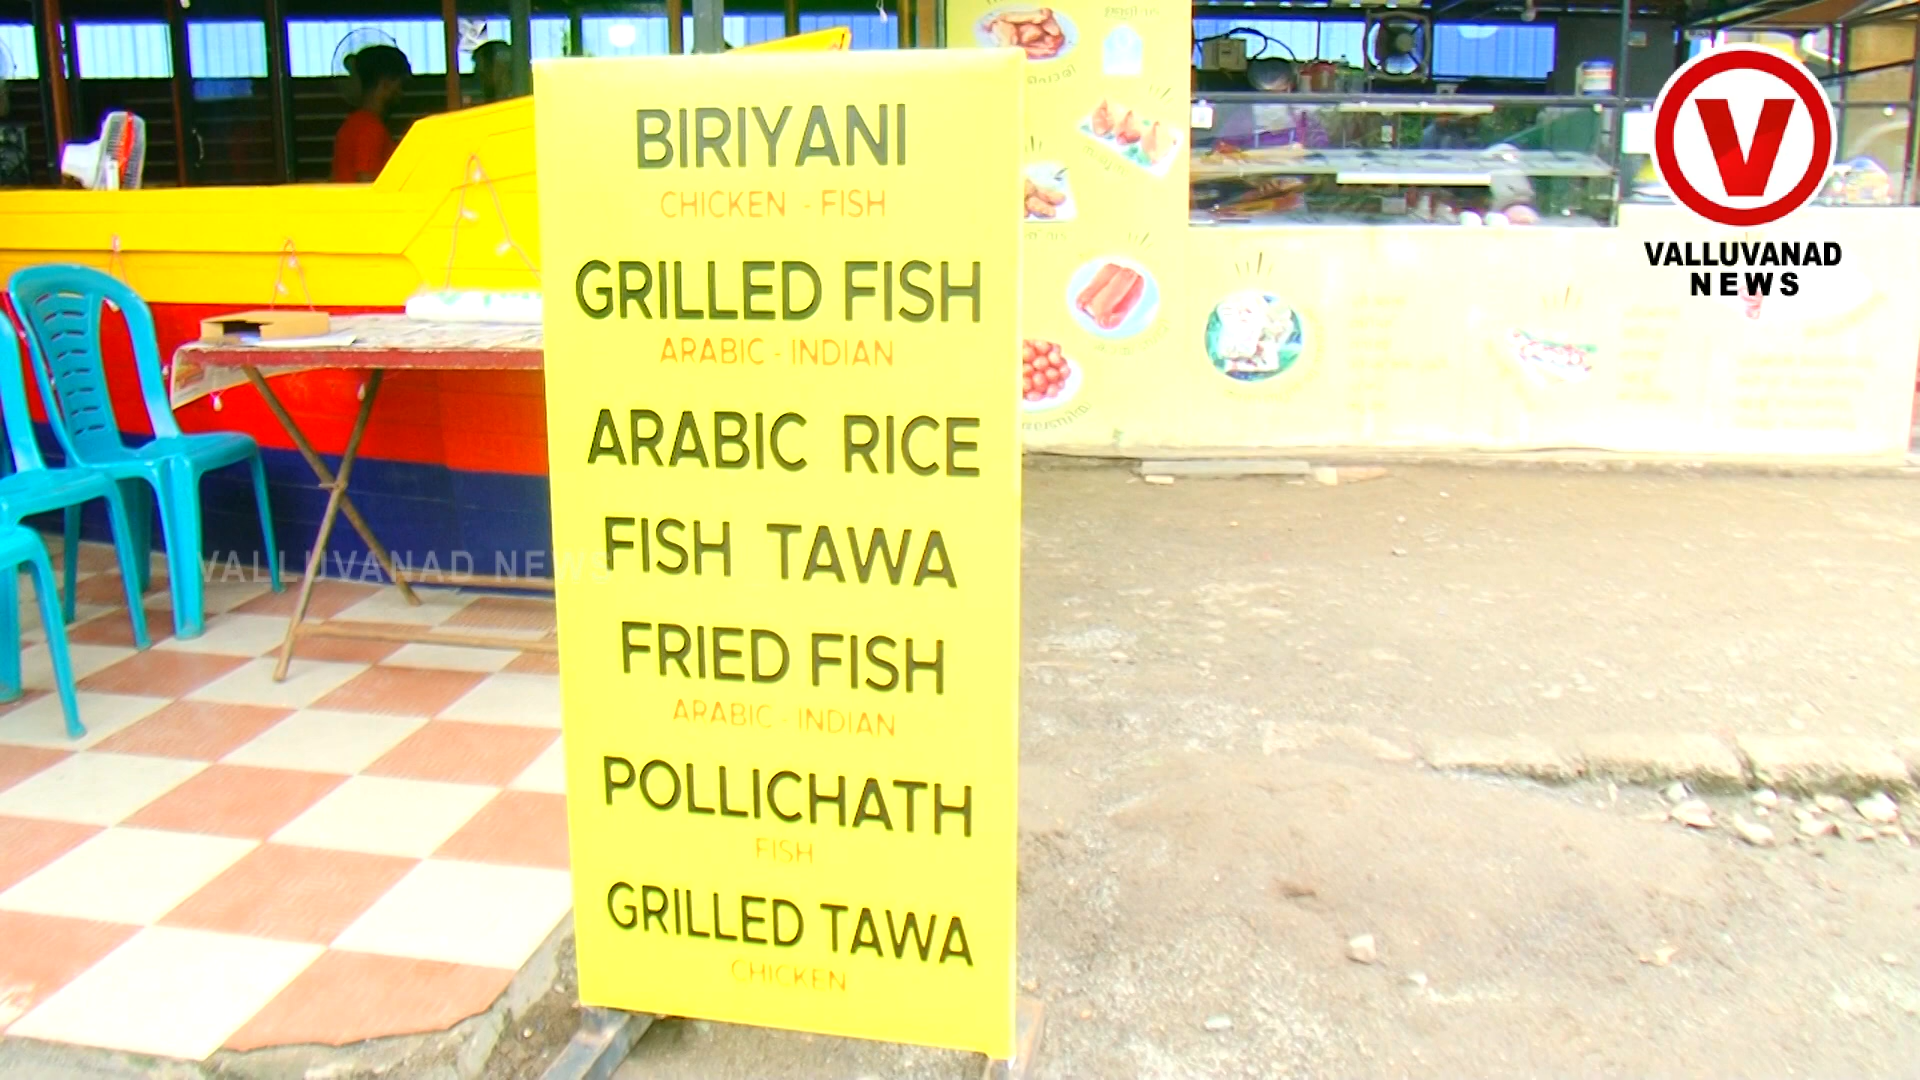 BIRIYANI
CHICKEN - FISH
GRILLED FISH
ARABIC - INDIAN
ARABIC RICE
FISH TAWA
FRIED FISH
ARABIC - INDIAN
POLLICHATH
FISH
GRILLED TAWA
CHICKEN
V
VALLUVANAD
NEWS
VALLUVANAD NEWS